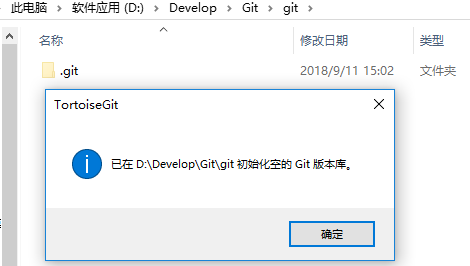 此电脑 › 软件应用 (D:) › Develop › Git › git ›
名称 修改日期 类型
.git 2018/9/11 15:02 文件夹
TortoiseGit
已在 D:\Develop\Git\git 初始化空的 Git 版本库。
确定